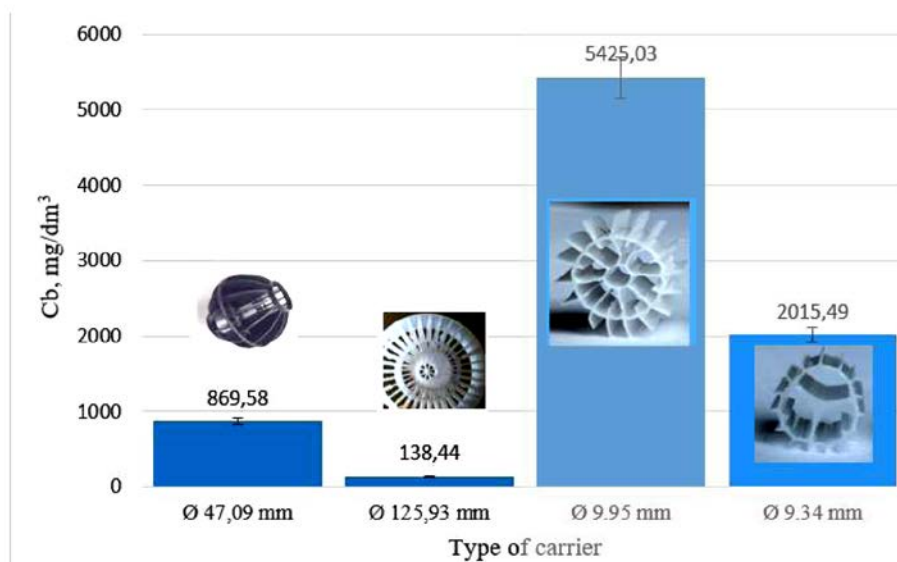 6000
5000
4000
3000
2000
1000
0
Cb, mg/dm³
869,58
138,44
5425,03
2015,49
Ø 47,09 mm
Ø 125,93 mm
Ø 9.95 mm
Ø 9.34 mm
Type of carrier